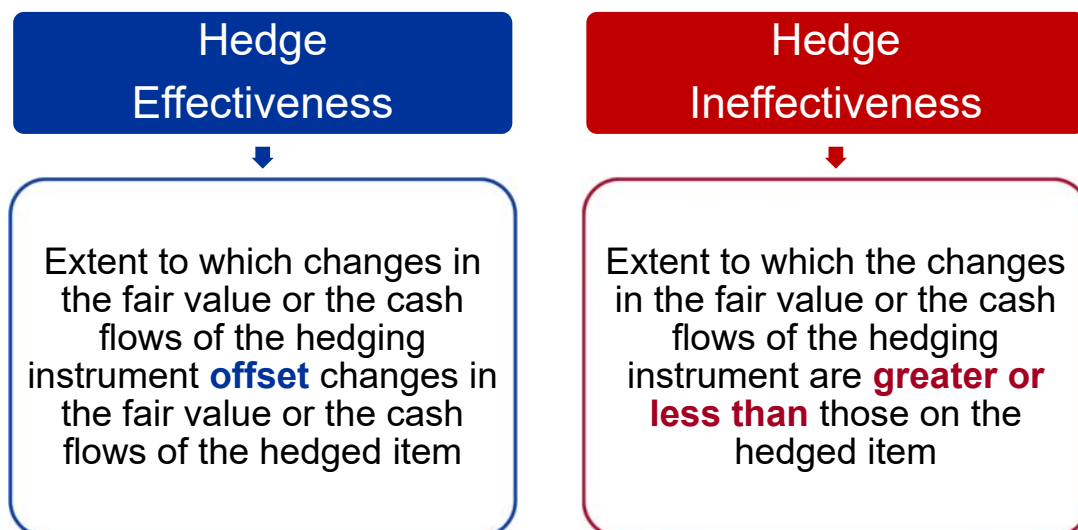 Hedge
Effectiveness
Extent to which changes in
the fair value or the cash
flows of the hedging
instrument offset changes in
the fair value or the cash
flows of the hedged item
Hedge
Ineffectiveness
Extent to which the changes
in the fair value or the cash
flows of the hedging
instrument are greater or
less than those on the
hedged item